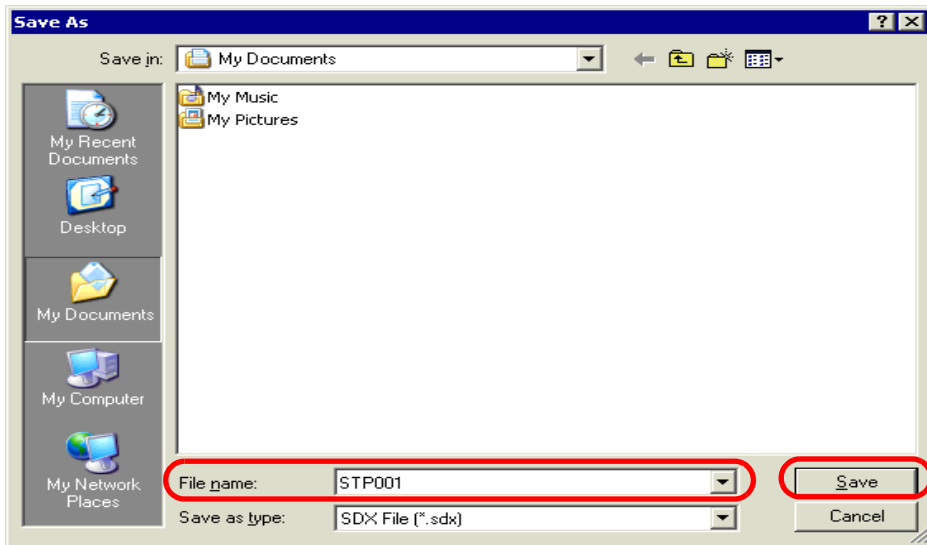 Save As
Save in: My Documents
My Music
My Pictures
My Recent
Documents
Desktop
My Documents
My Computer
My Network
Places
File name: STP001 Save
Save as type: SDX File (*.sdx) Cancel